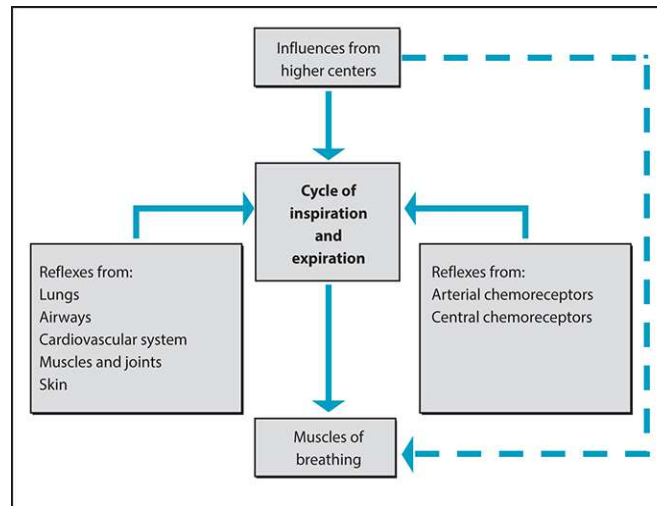 Influences from
higher centers
Cycle of
inspiration
and
expiration
Reflexes from:
Lungs
Airways
Cardiovascular system
Muscles and joints
Skin
Reflexes from:
Arterial chemoreceptors
Central chemoreceptors
Muscles of
breathing